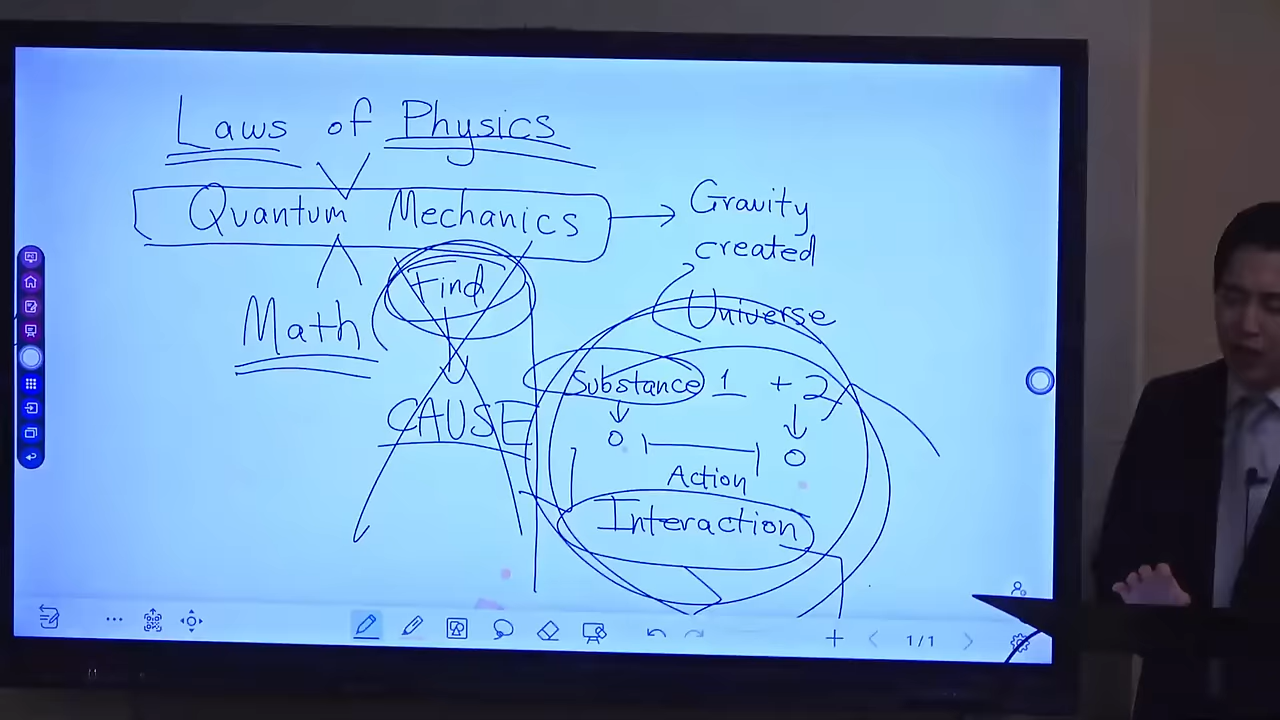 Laws of Physics
Quantum Mechanics
Gravity
created
Universe
Find
Math
CAUSE
Substance 1 + 2
Action
Interaction
1/1